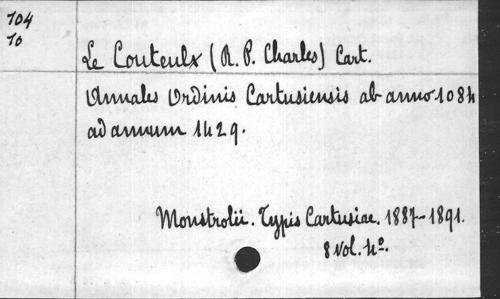 704
10
Le Couteulx (R. P. Charles) Cart.
Annales Ordinis Cartusiensis ab anno 1084
ad annum 1429.
Monstrolii. Typis Cartusiae. 1887-1891.
8 vol. 4º.